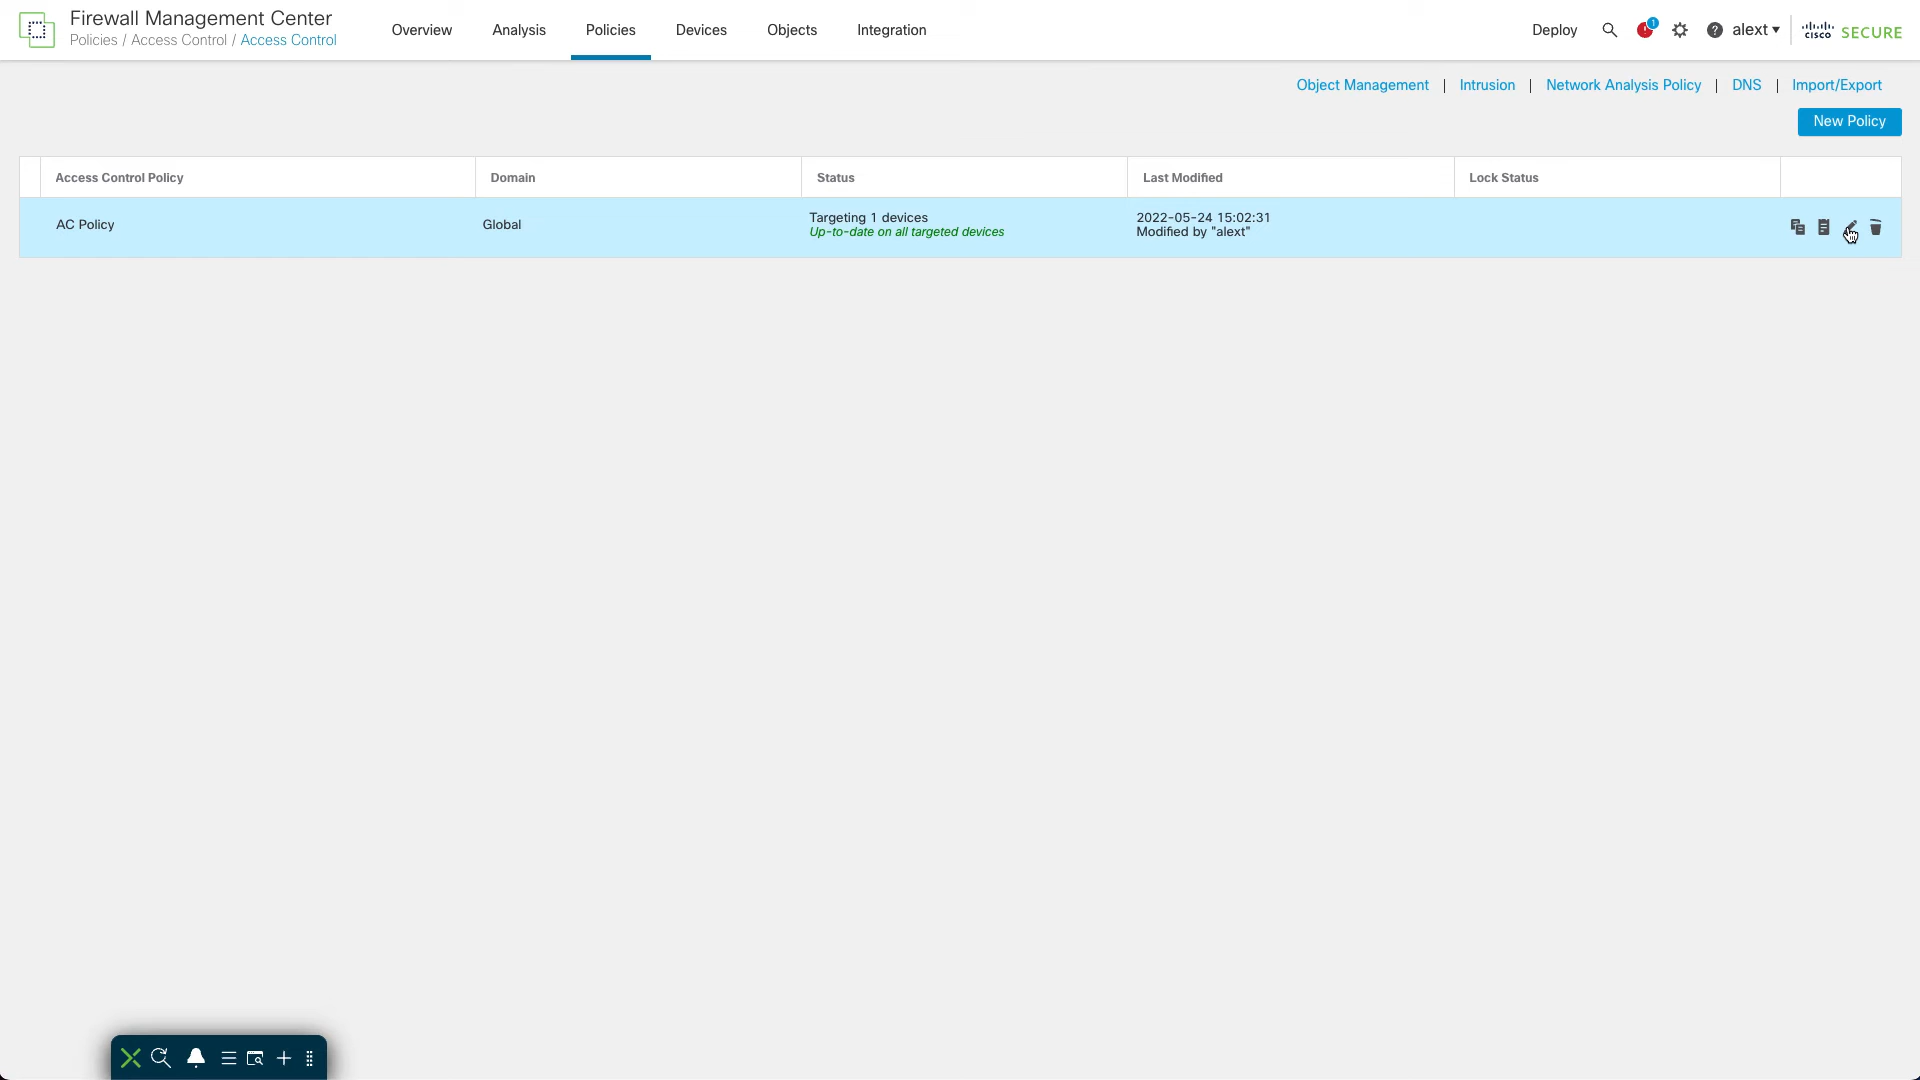 Firewall Management Center
Policies / Access Control / Access Control
Overview
Analysis
Policies
Devices
Objects
Integration
Deploy
1
alext
cisco SECURE
Object Management | Intrusion | Network Analysis Policy | DNS | Import/Export
New Policy
Access Control Policy
Domain
Status
Last Modified
Lock Status
AC Policy
Global
Targeting 1 devices
Up-to-date on all targeted devices
2022-05-24 15:02:31
Modified by "alext"